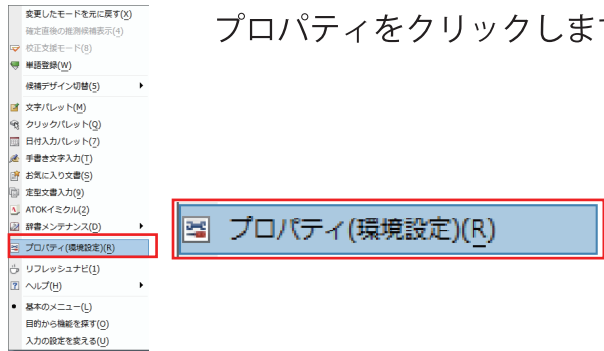 変更したモードを元に戻す(X)
確定直後の推測候補表示(4)
校正支援モード(8)
単語登録(W)
候補デザイン切替(5)
文字パレット(M)
クリックパレット(Q)
日付入力パレット(7)
手書き文字入力(T)
お気に入り文書(S)
定型文書入力(9)
ATOKイミクル(2)
辞書メンテナンス(D)
プロパティ(環境設定)(R)
リフレッシュナビ(1)
ヘルプ(H)
基本のメニュー(L)
目的から機能を探す(O)
入力の設定を変える(U)
プロパティをクリックします
プロパティ(環境設定)(R)